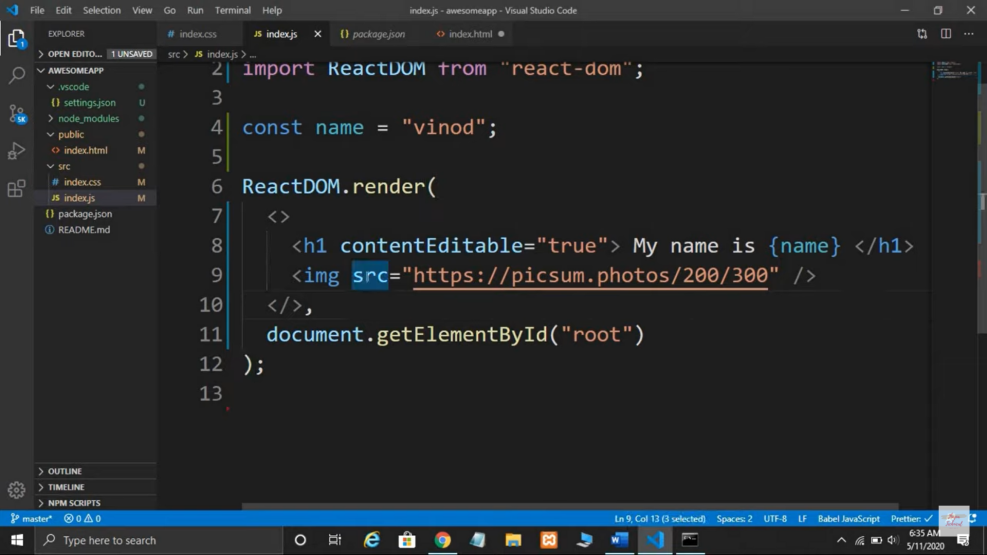 File Edit Selection View Go Run Terminal Help
index.js - awesomeapp - Visual Studio Code
EXPLORER
index.css
index.js
package.json
index.html
OPEN EDITO... 1 UNSAVED
src > index.js > ...
AWESOMEAPP
.vscode
settings.json U
node_modules
public
index.html M
src
index.css M
index.js M
package.json
README.md
OUTLINE
TIMELINE
NPM SCRIPTS
1
5K
2 import ReactDOM from "react-dom";
3
4 const name = "vinod";
5
6 ReactDOM.render(
7 <>
8 <h1 contentEditable="true"> My name is {name} </h1>
9 <img src="https://picsum.photos/200/300" />
10 </>,
11 document.getElementById("root")
12 );
13
master* 0 0
Ln 9, Col 13 (3 selected) Spaces: 2 UTF-8 LF Babel JavaScript Prettier: ✓
Type here to search
6:35 AM
5/11/2020